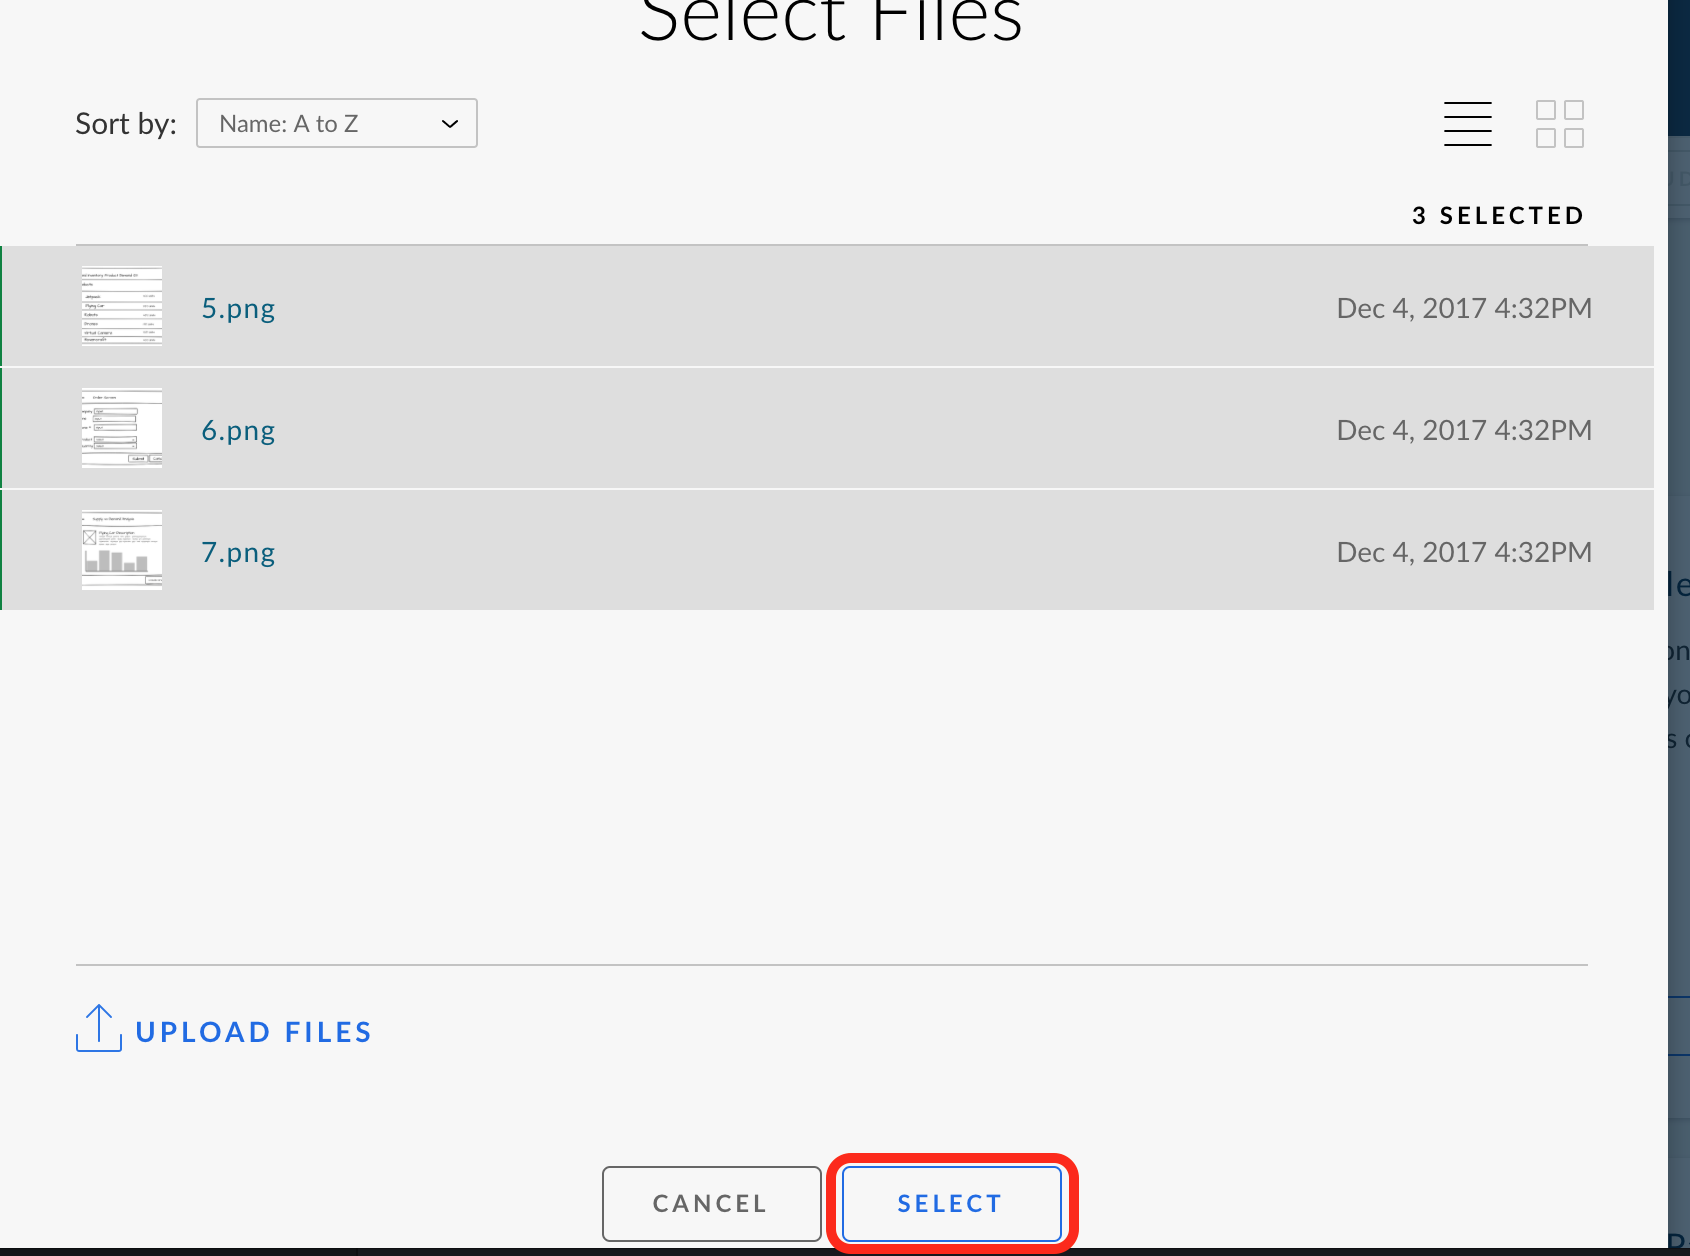 Select Files
Sort by: Name: A to Z
3 SELECTED
5.png Dec 4, 2017 4:32PM
6.png Dec 4, 2017 4:32PM
7.png Dec 4, 2017 4:32PM
UPLOAD FILES
CANCEL SELECT